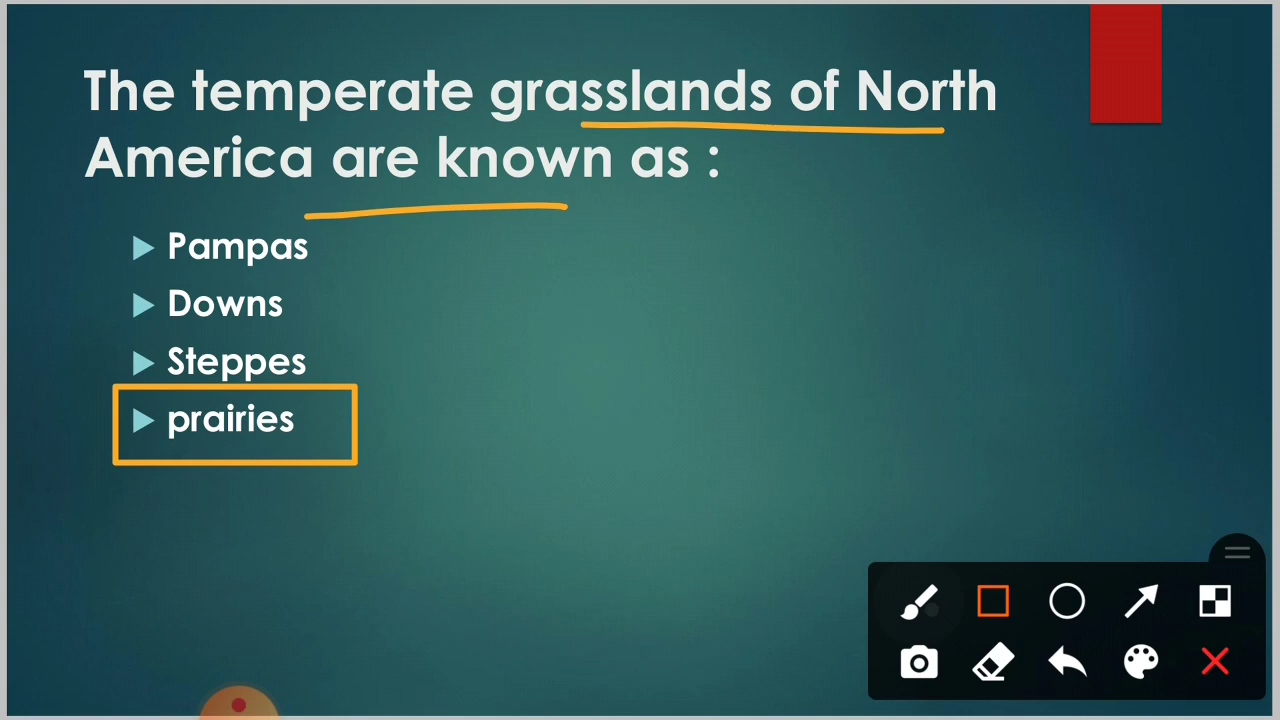 The temperate grasslands of North
America are known as :
Pampas
Downs
Steppes
prairies